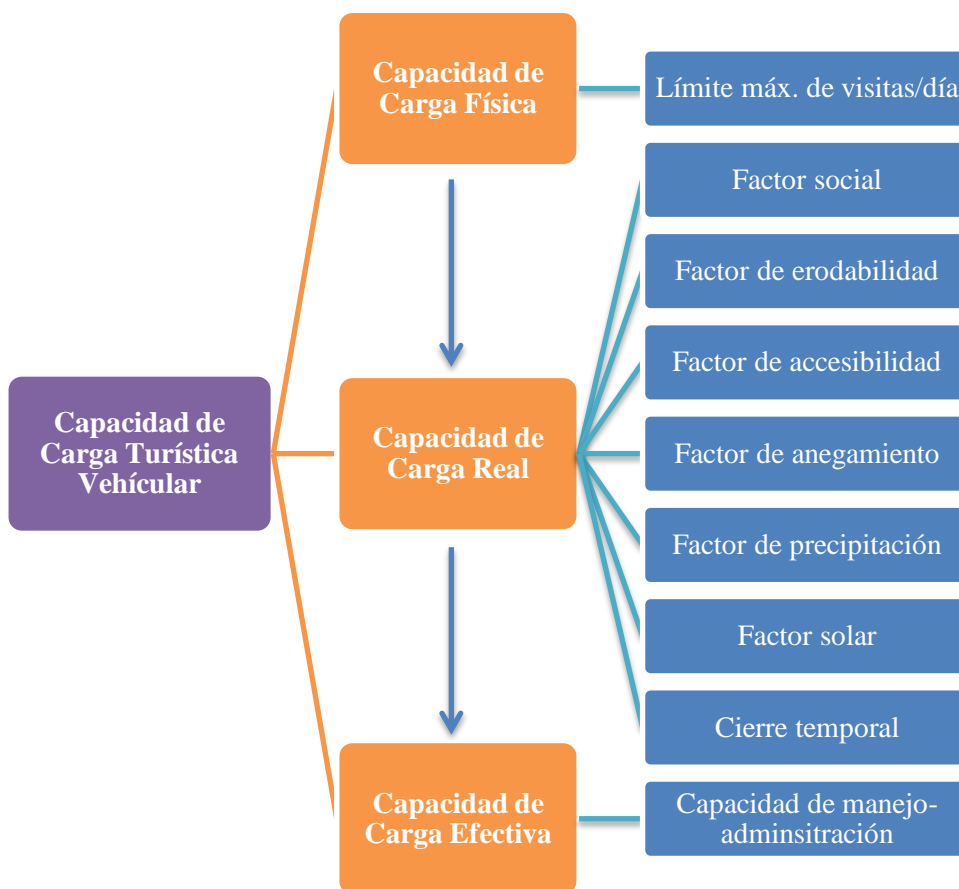 Capacidad de
Carga Física
Límite máx. de visitas/día
Factor social
Factor de erodabilidad
Factor de accesibilidad
Capacidad de
Carga Turística
Vehícular
Capacidad de
Carga Real
Factor de anegamiento
Factor de precipitación
Factor solar
Cierre temporal
Capacidad de
Carga Efectiva
Capacidad de manejo-
adminsitración